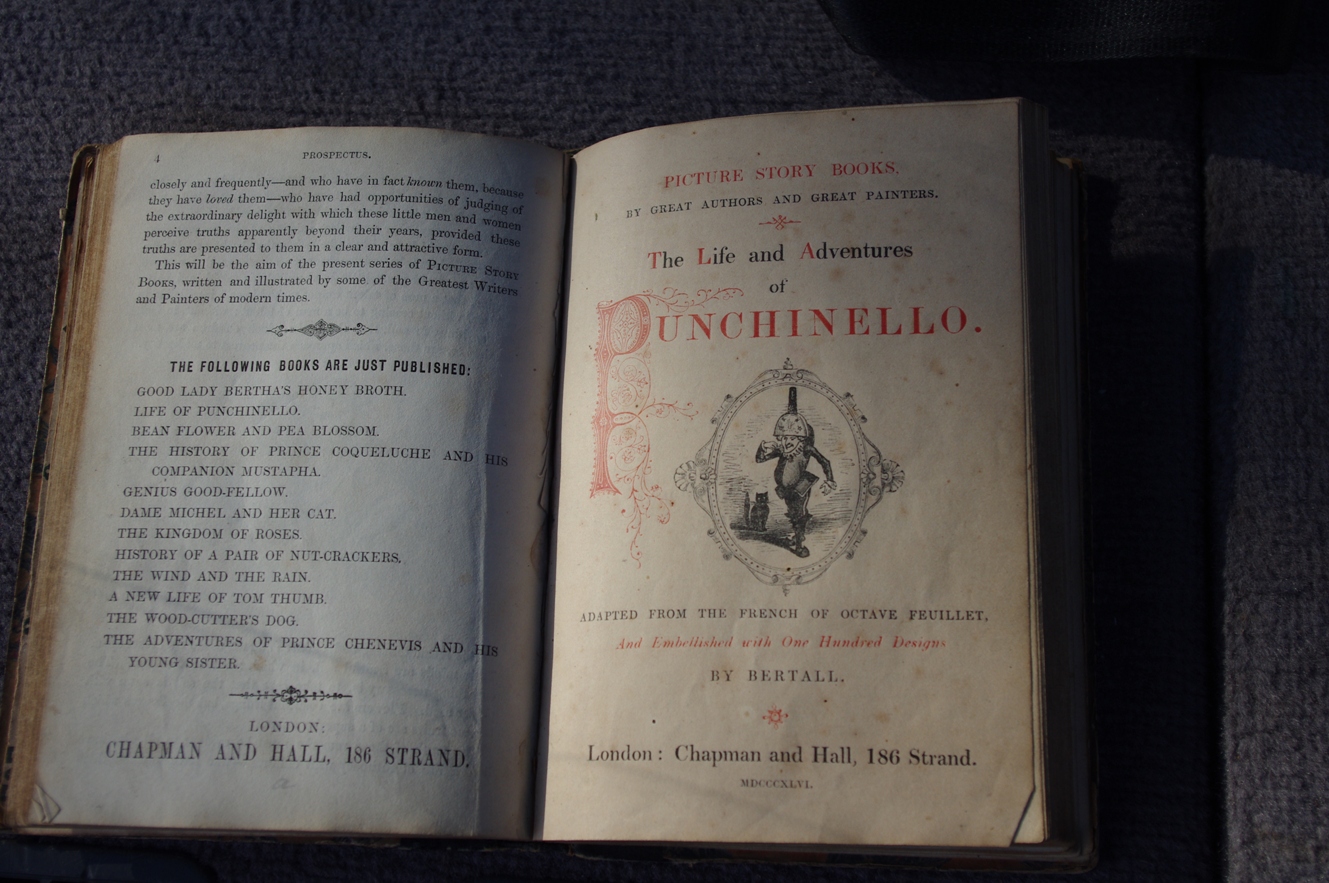 4
PROSPECTUS.
closely and frequently—and who have in fact known them, because
they have loved them—who have had opportunities of judging of
the extraordinary delight with which these little men and women
perceive truths apparently beyond their years, provided these
truths are presented to them in a clear and attractive form.
This will be the aim of the present series of PICTURE STORY
BOOKS, written and illustrated by some of the Greatest Writers
and Painters of modern times.
THE FOLLOWING BOOKS ARE JUST PUBLISHED:
GOOD LADY BERTHA'S HONEY BROTH.
LIFE OF PUNCHINELLO.
BEAN FLOWER AND PEA BLOSSOM.
THE HISTORY OF PRINCE COQUELUCHE AND HIS
COMPANION MUSTAPHA.
GENIUS GOOD-FELLOW.
DAME MICHEL AND HER CAT.
THE KINGDOM OF ROSES.
HISTORY OF A PAIR OF NUT-CRACKERS.
THE WIND AND THE RAIN.
A NEW LIFE OF TOM THUMB.
THE WOOD-CUTTER'S DOG.
THE ADVENTURES OF PRINCE CHENEVIS AND HIS
YOUNG SISTER.
LONDON:
CHAPMAN AND HALL, 186 STRAND.
PICTURE STORY BOOKS.
BY GREAT AUTHORS AND GREAT PAINTERS.
The Life and Adventures
of
PUNCHINELLO.
ADAPTED FROM THE FRENCH OF OCTAVE FEUILLET,
And Embellished with One Hundred Designs
BY BERTALL.
London: Chapman and Hall, 186 Strand.
MDCCCXLVI.